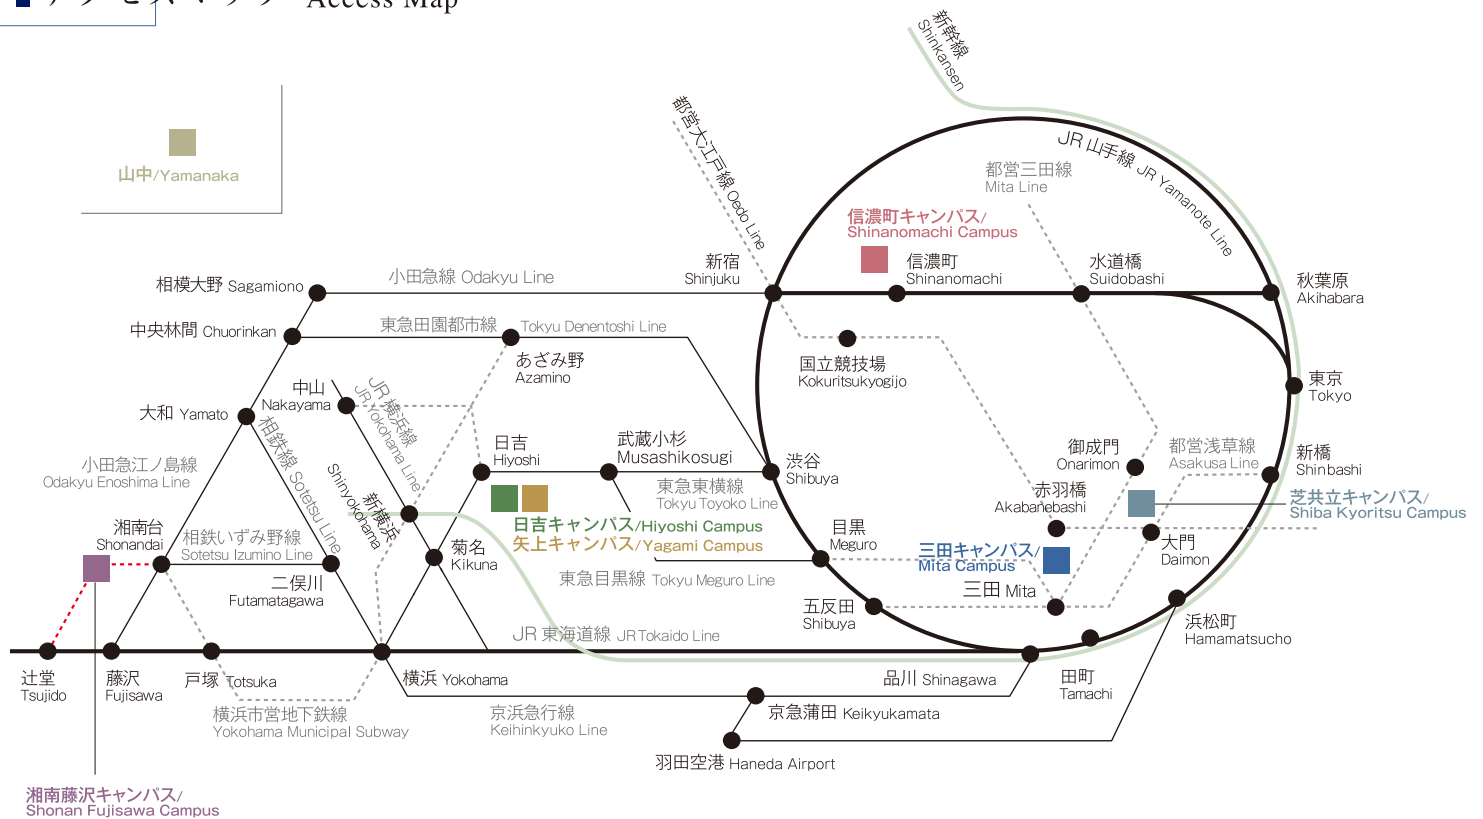 アクセスマップ Access Map
新幹線
Shinkansen
都営大江戸線 Oedo Line
JR 山手線 JR Yamanote Line
都営三田線
Mita Line
山中/Yamanaka
信濃町キャンパス/
Shinanomachi Campus
新宿
Shinjuku
信濃町
Shinanomachi
水道橋
Suidobashi
秋葉原
Akihabara
相模大野 Sagamiono
小田急線 Odakyu Line
中央林間 Chuorinkan
東急田園都市線 Tokyu Denentoshi Line
あざみ野
Azamino
国立競技場
Kokuritsukyogijo
東京
Tokyo
中山
Nakayama
JR 横浜線
JR Yokohama Line
大和 Yamato
相鉄線 Sotetsu Line
日吉
Hiyoshi
武蔵小杉
Musashikosugi
渋谷
Shibuya
御成門
Onarimon
都営浅草線
Asakusa Line
新橋
Shinbashi
小田急江ノ島線
Odakyu Enoshima Line
新横浜
Shinyokohama
東急東横線
Tokyu Toyoko Line
赤羽橋
Akabanebashi
芝共立キャンパス/
Shiba Kyoritsu Campus
湘南台
Shonandai
相鉄いずみ野線
Sotetsu Izumino Line
日吉キャンパス/Hiyoshi Campus
矢上キャンパス/Yagami Campus
目黒
Meguro
三田キャンパス/
Mita Campus
大門
Daimon
菊名
Kikuna
二俣川
Futamatagawa
東急目黒線 Tokyu Meguro Line
三田 Mita
五反田
Shibuya
浜松町
Hamamatsucho
JR 東海道線 JR Tokaido Line
辻堂
Tsujido
藤沢
Fujisawa
戸塚 Totsuka
横浜 Yokohama
品川 Shinagawa
田町
Tamachi
横浜市営地下鉄線
Yokohama Municipal Subway
京浜急行線
Keihinkyuko Line
京急蒲田 Keikyukamata
羽田空港 Haneda Airport
湘南藤沢キャンパス/
Shonan Fujisawa Campus